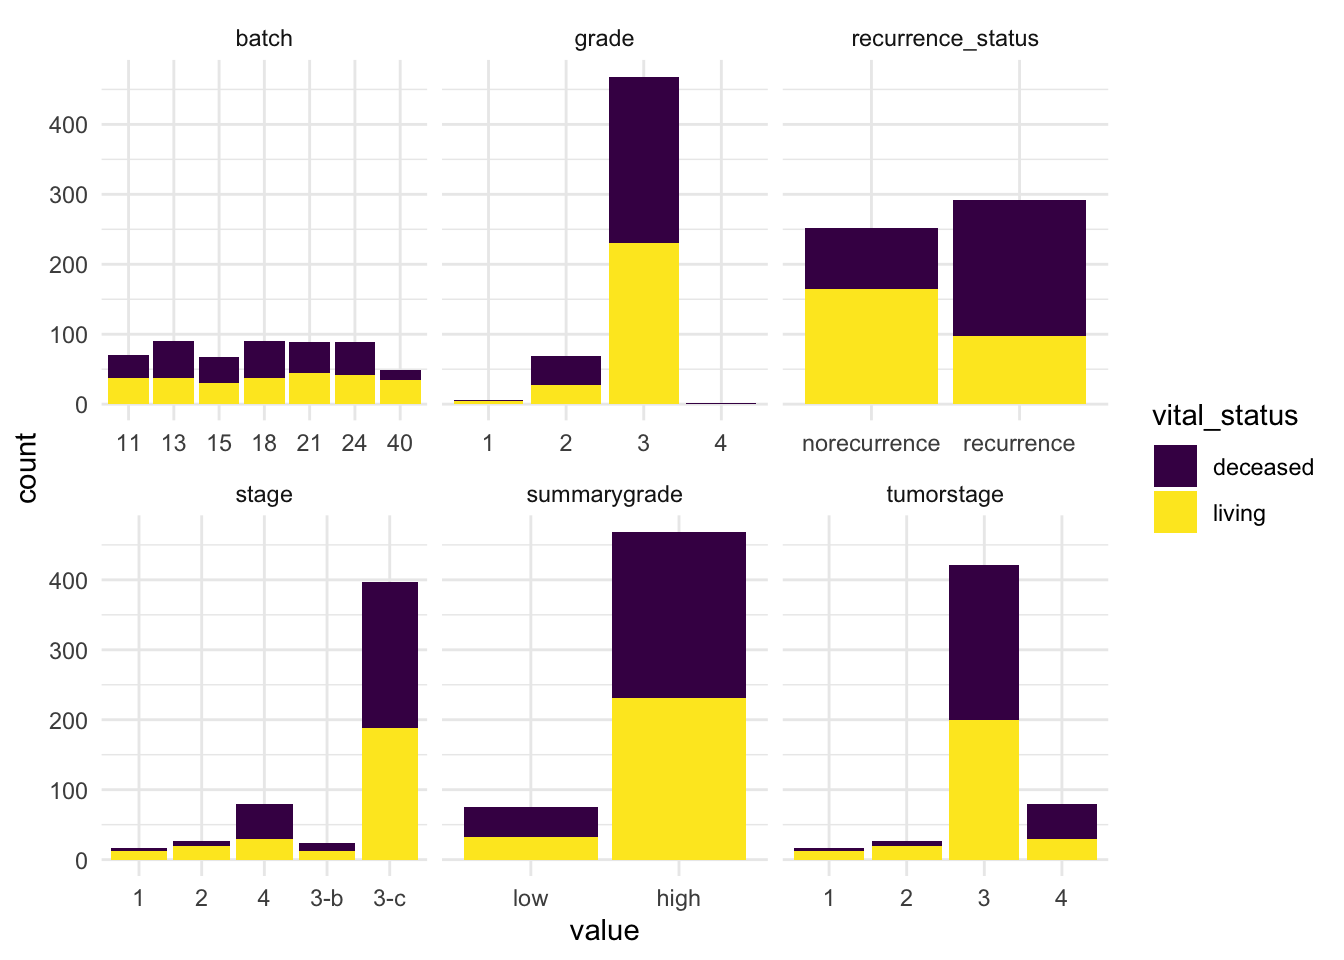 batch grade recurrence_status
400
300
200
100
0
11 13 15 18 21 24 40
1 2 3 4
norecurrence recurrence
count
stage summarygrade tumorstage
400
300
200
100
0
1 2 4 3-b 3-c
low high
1 2 3 4
value
vital_status
deceased
living